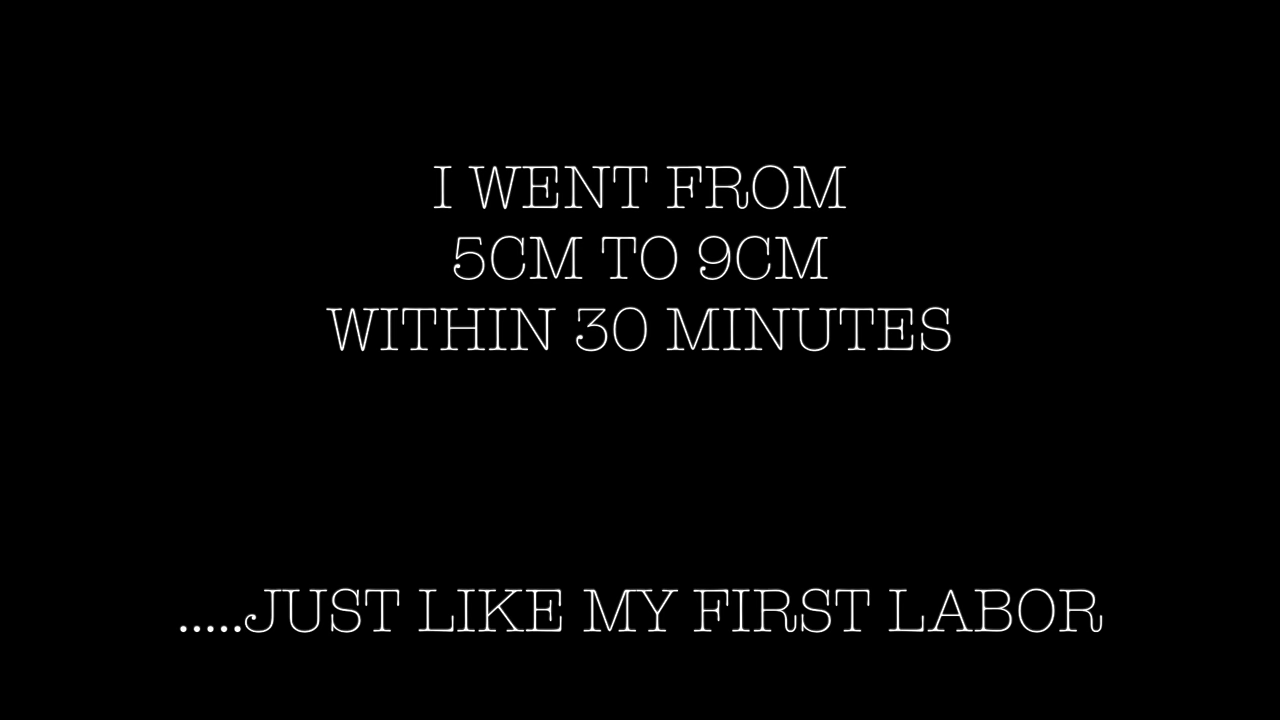 I WENT FROM
5CM TO 9CM
WITHIN 30 MINUTES
.....JUST LIKE MY FIRST LABOR